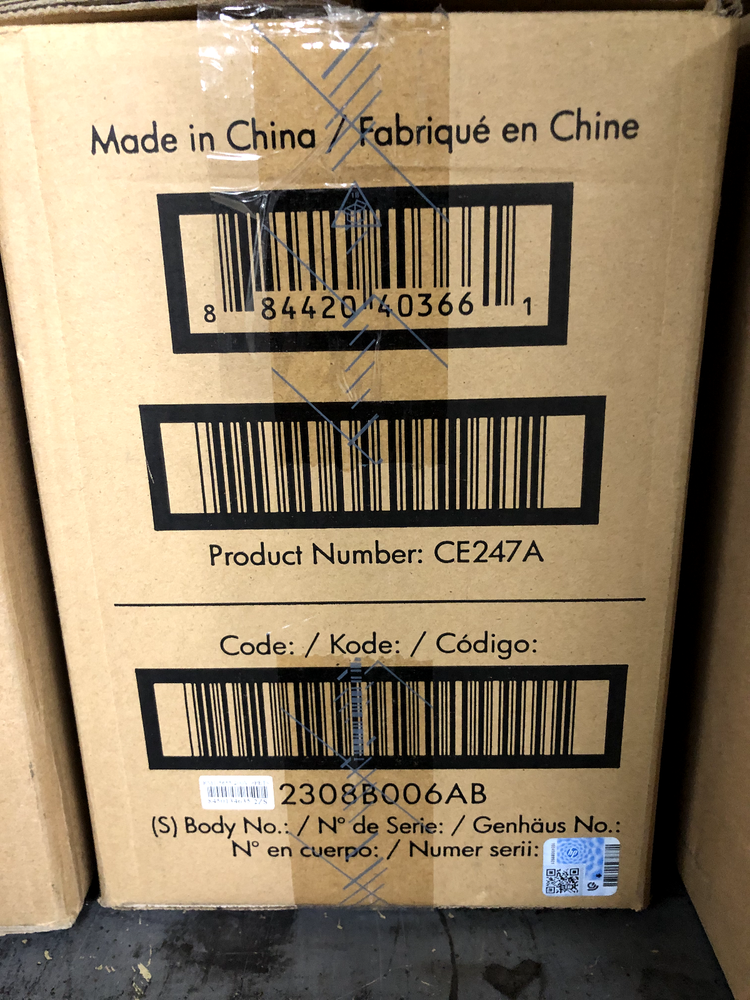 Made in China / Fabriqué en Chine
8 84420 40366 1
Product Number: CE247A
Code: / Kode: / Código:
2308B006AB
(S) Body No.: / N° de Serie: / Genhäus No.:
N° en cuerpo: / Numer serii: